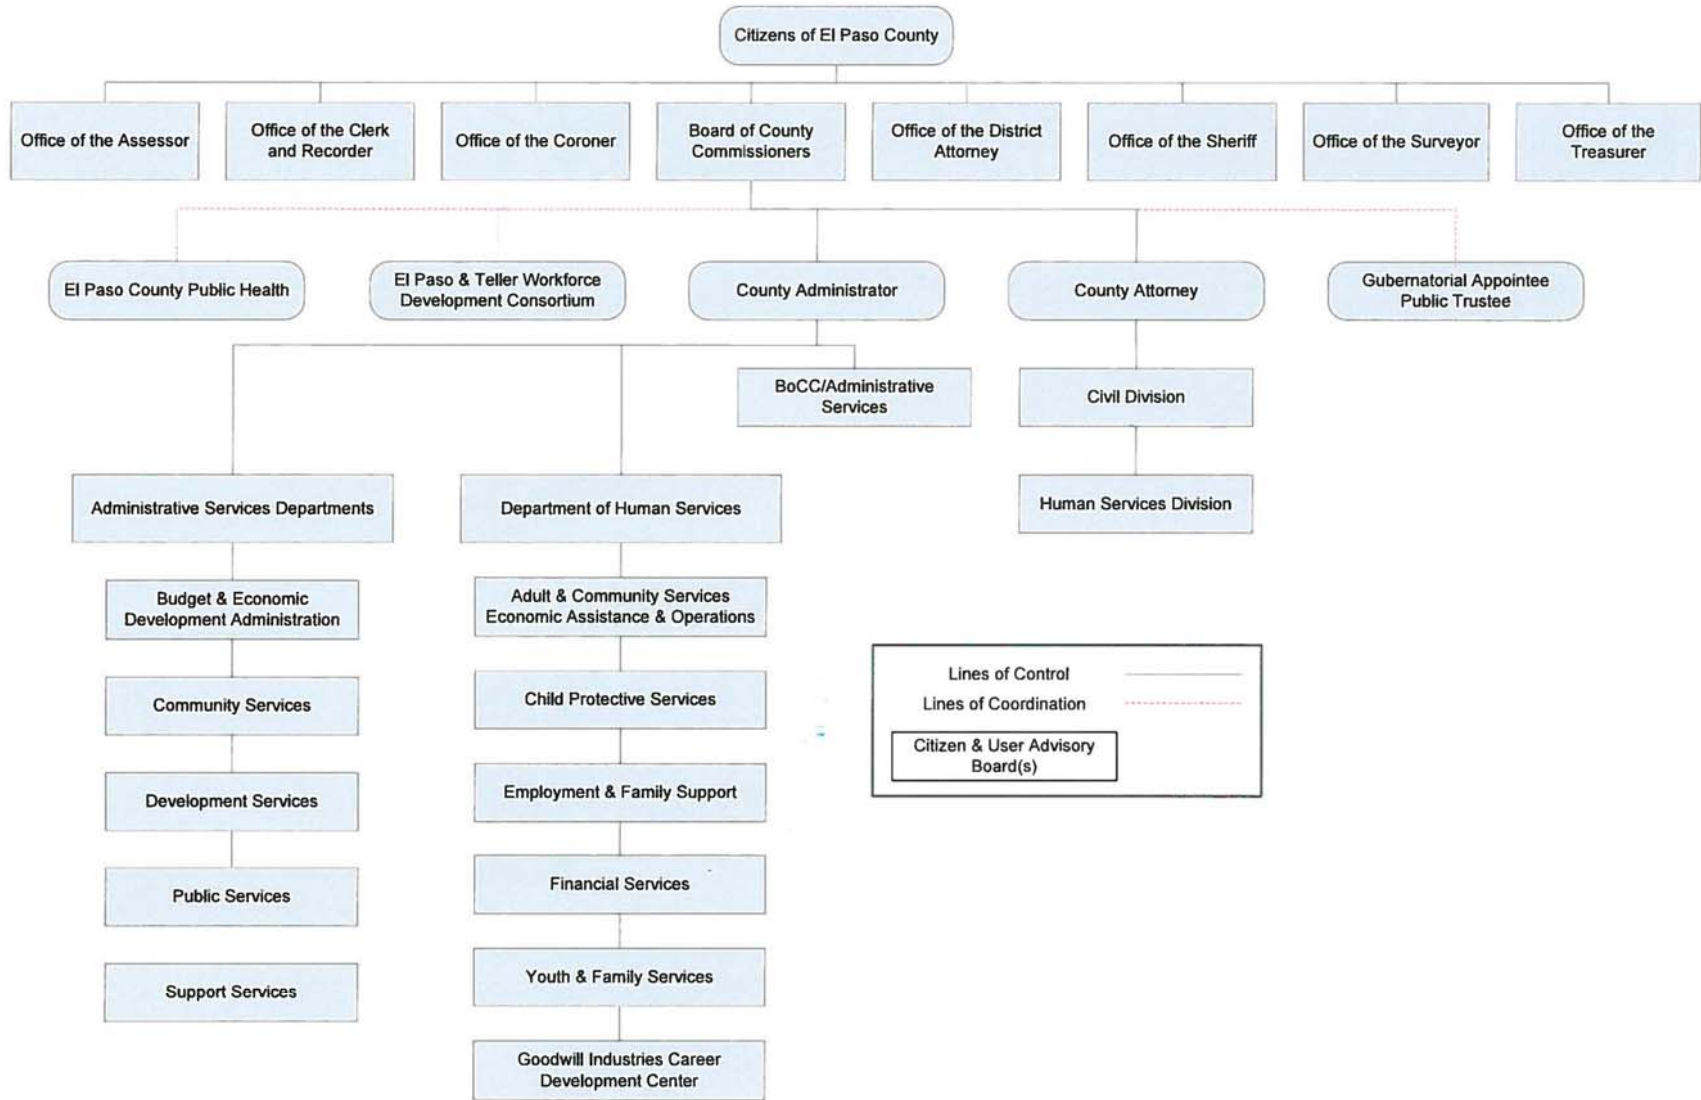 Citizens of El Paso County
Office of the Assessor
Office of the Clerk
and Recorder
Office of the Coroner
Board of County
Commissioners
Office of the District
Attorney
Office of the Sheriff
Office of the Surveyor
Office of the
Treasurer
El Paso County Public Health
El Paso & Teller Workforce
Development Consortium
County Administrator
County Attorney
Gubernatorial Appointee
Public Trustee
BoCC/Administrative
Services
Civil Division
Administrative Services Departments
Department of Human Services
Human Services Division
Budget & Economic
Development Administration
Adult & Community Services
Economic Assistance & Operations
Community Services
Child Protective Services
Development Services
Employment & Family Support
Public Services
Financial Services
Support Services
Youth & Family Services
Goodwill Industries Career
Development Center
Lines of Control
Lines of Coordination
Citizen & User Advisory
Board(s)